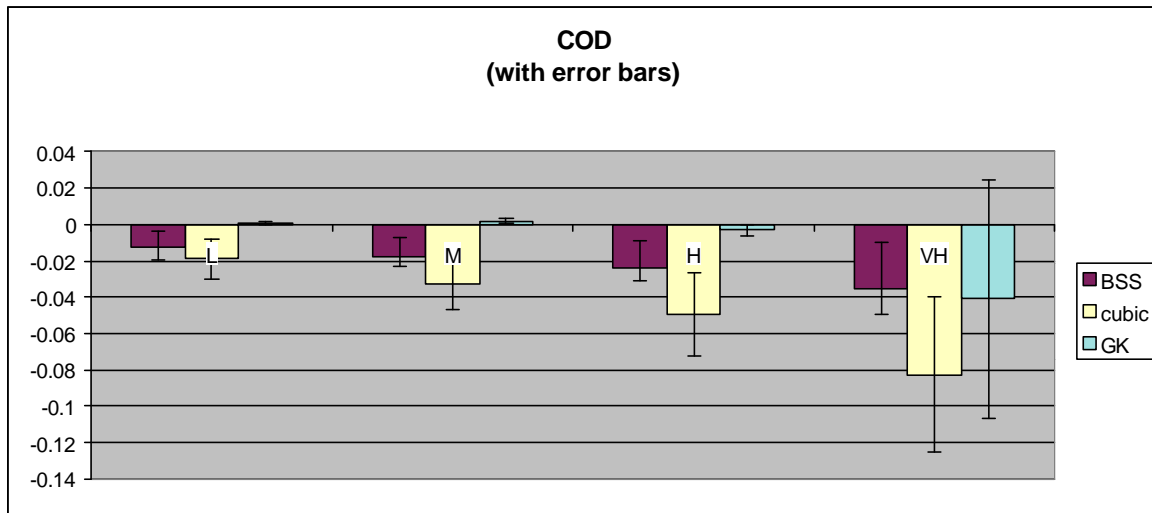 COD
(with error bars)
0.04
0.02
0
-0.02
-0.04
-0.06
-0.08
-0.1
-0.12
-0.14
L
M
H
VH
BSS
cubic
GK